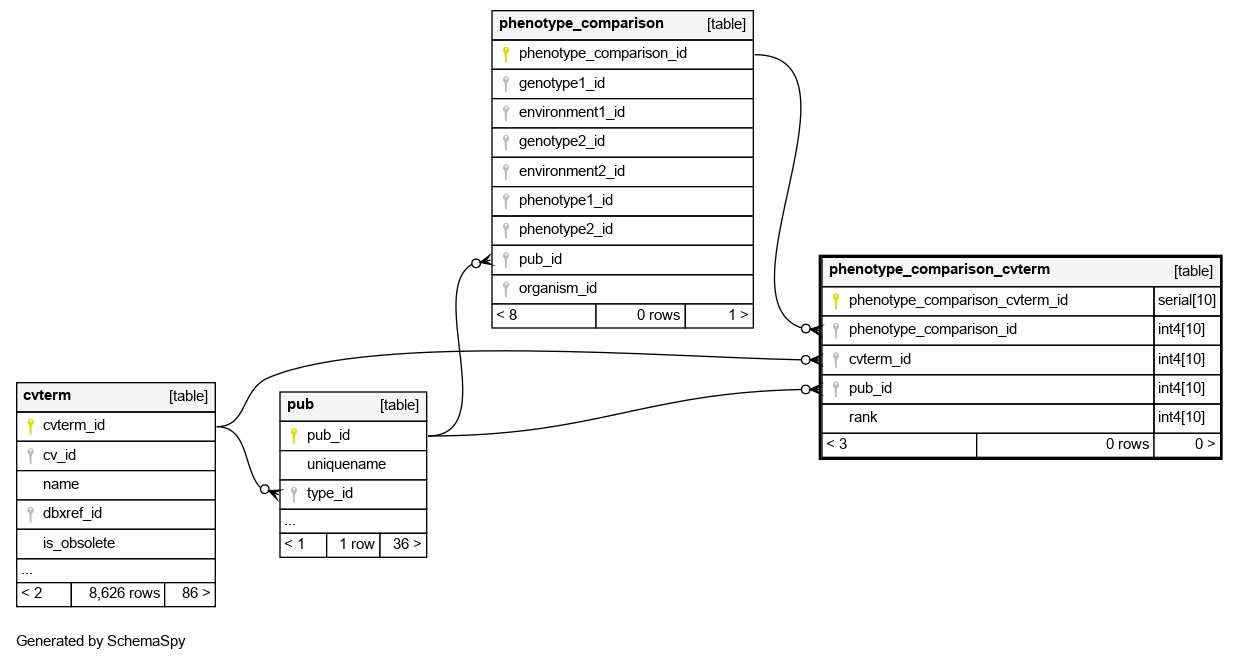 phenotype_comparison [table]
phenotype_comparison_id
genotype1_id
environment1_id
genotype2_id
environment2_id
phenotype1_id
phenotype2_id
pub_id
organism_id
< 8 0 rows 1 >
phenotype_comparison_cvterm [table]
phenotype_comparison_cvterm_id serial[10]
phenotype_comparison_id int4[10]
cvterm_id int4[10]
pub_id int4[10]
rank int4[10]
< 3 0 rows 0 >
cvterm [table]
cvterm_id
cv_id
name
dbxref_id
is_obsolete
...
< 2 8,626 rows 86 >
pub [table]
pub_id
uniquename
type_id
...
< 1 1 row 36 >
Generated by SchemaSpy